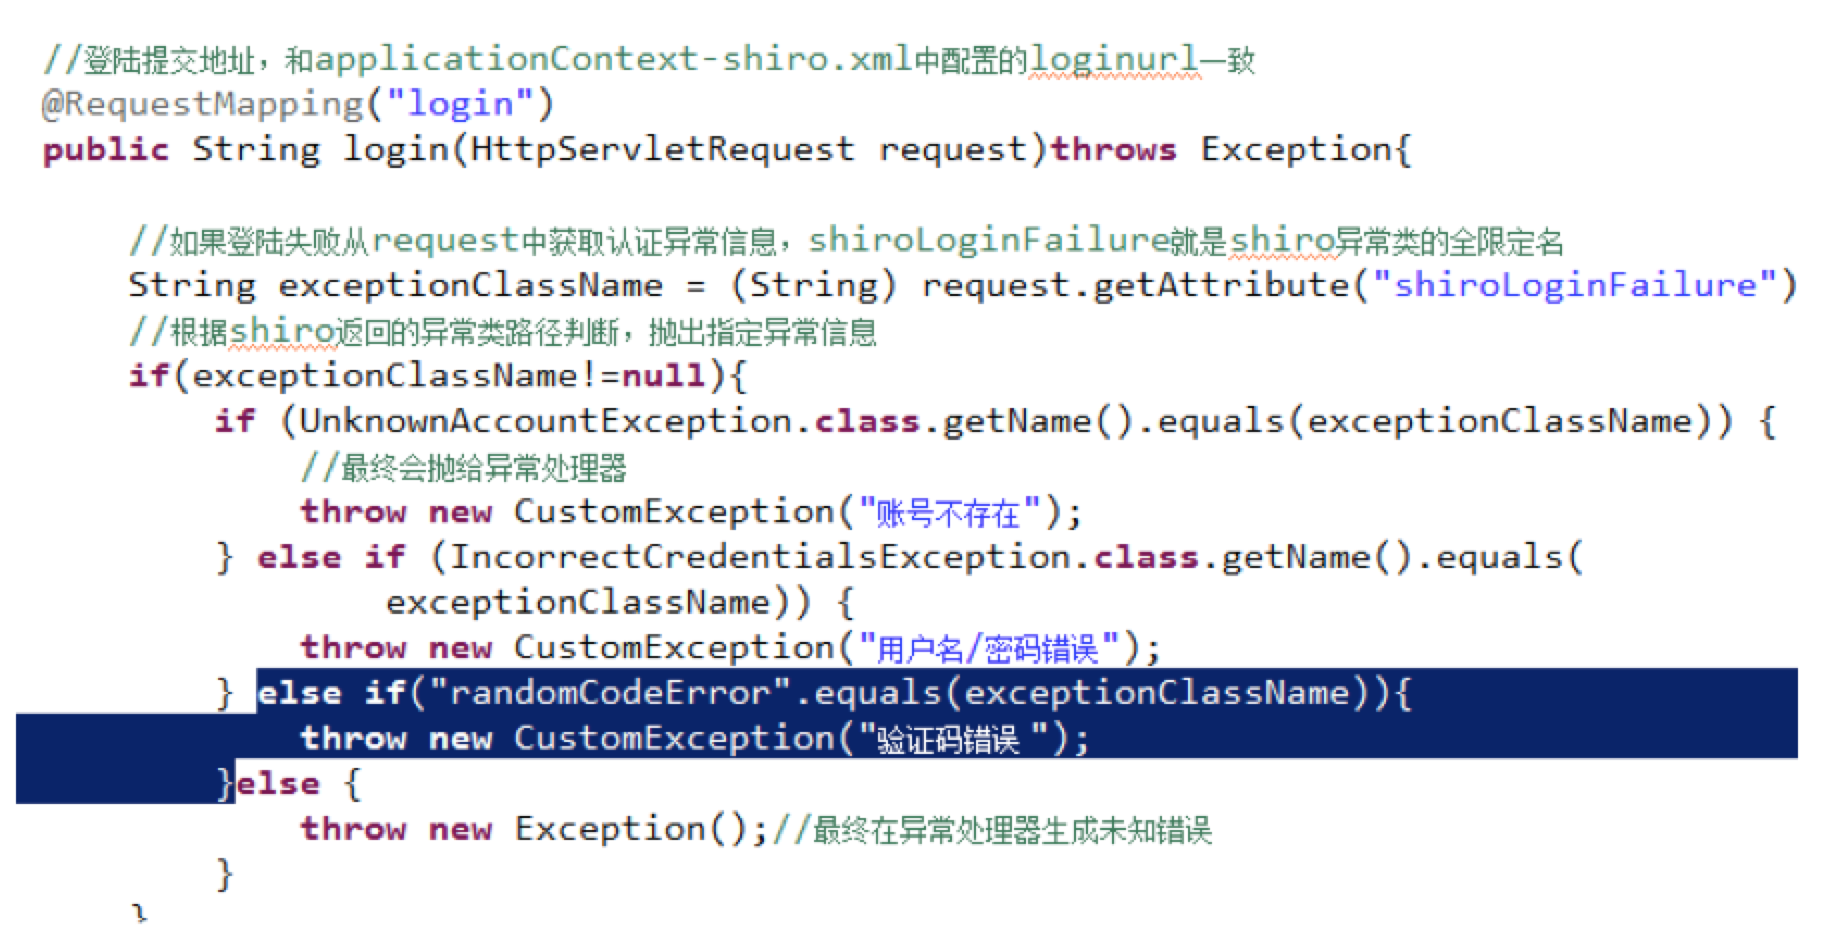 //登陆提交地址，和applicationContext-shiro.xml中配置的loginurl一致
@RequestMapping("login")
public String login(HttpServletRequest request)throws Exception{
//如果登陆失败从request中获取认证异常信息，shiroLoginFailure就是shiro异常类的全限定名
String exceptionClassName = (String) request.getAttribute("shiroLoginFailure")
//根据shiro返回的异常类路径判断，抛出指定异常信息
if(exceptionClassName!=null){
if (UnknownAccountException.class.getName().equals(exceptionClassName)) {
//最终会抛给异常处理器
throw new CustomException("账号不存在");
} else if (IncorrectCredentialsException.class.getName().equals(
exceptionClassName)) {
throw new CustomException("用户名/密码错误");
} else if("randomCodeError".equals(exceptionClassName)){
throw new CustomException("验证码错误 ");
}else {
throw new Exception();//最终在异常处理器生成未知错误
}
}